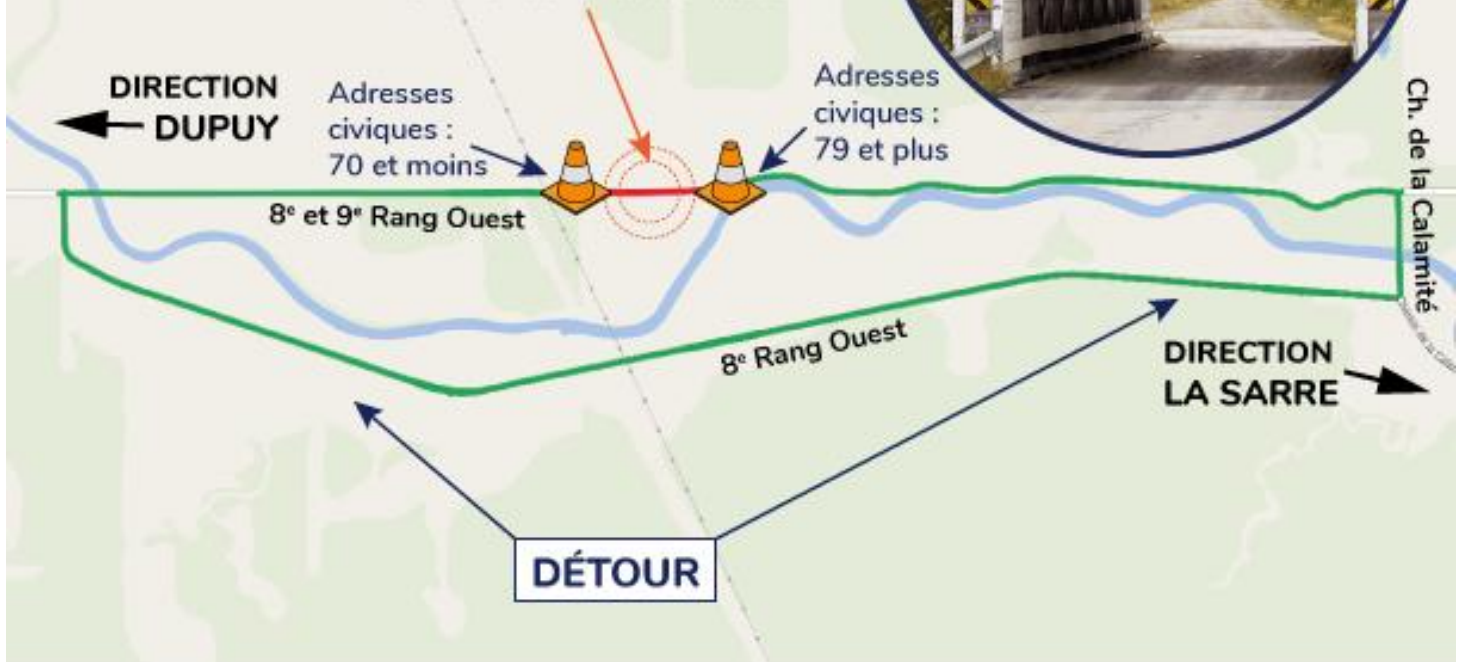 DIRECTION
DUPUY
Adresses
civiques :
70 et moins
Adresses
civiques :
79 et plus
Ch. de la Calamité
8e et 9e Rang Ouest
8e Rang Ouest
DIRECTION
LA SARRE
DÉTOUR